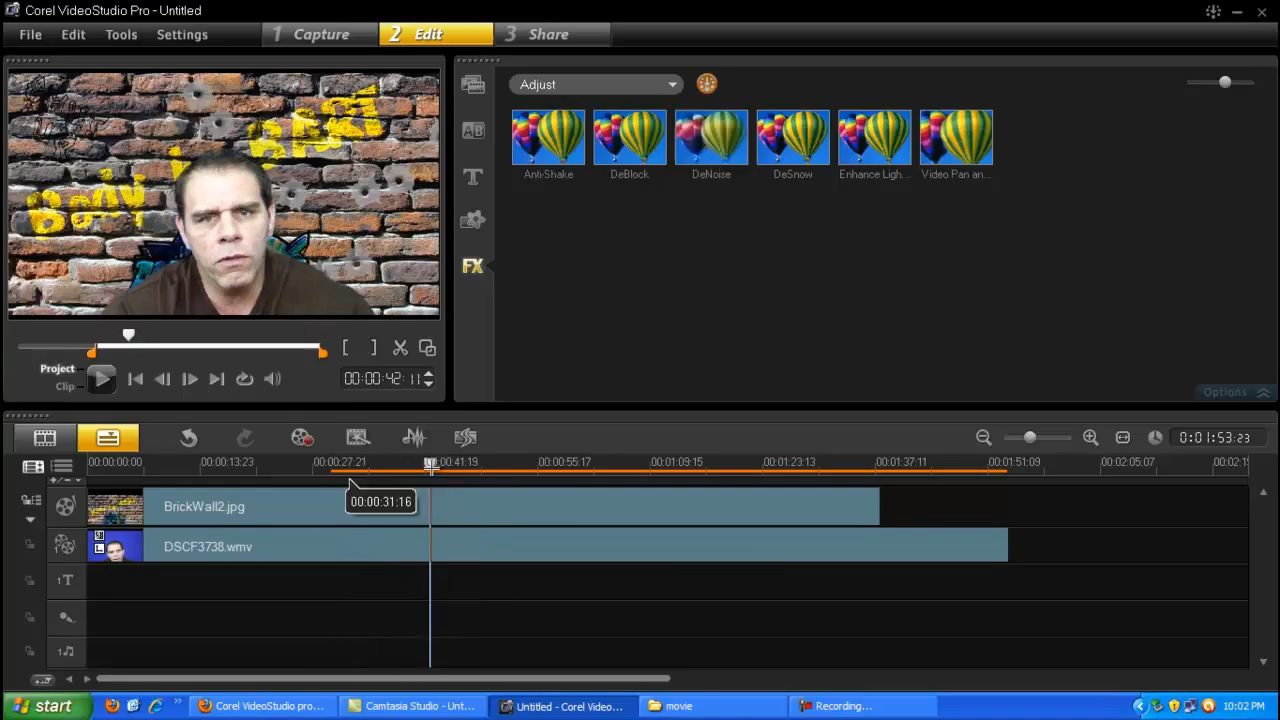 Corel VideoStudio Pro - Untitled
File Edit Tools Settings
1 Capture
2 Edit
3 Share
Adjust
Anti-Shake
DeBlock
DeNoise
DeSnow
Enhance Ligh...
Video Pan an...
Project
Clip
[ ]
00:00:42:11
FX
Options
0:01:53:23
00:00:00:00 00:00:13:23 00:00:27:21 00:00:41:19 00:00:55:17 00:01:09:15 00:01:23:13 00:01:37:11 00:01:51:09 00:02:05:07 00:02:1
00:00:31:16
BrickWall2.jpg
DSCF3738.wmv
start
Corel VideoStudio pro...
Camtasia Studio - Unt...
Untitled - Corel Video...
movie
Recording...
10:02 PM